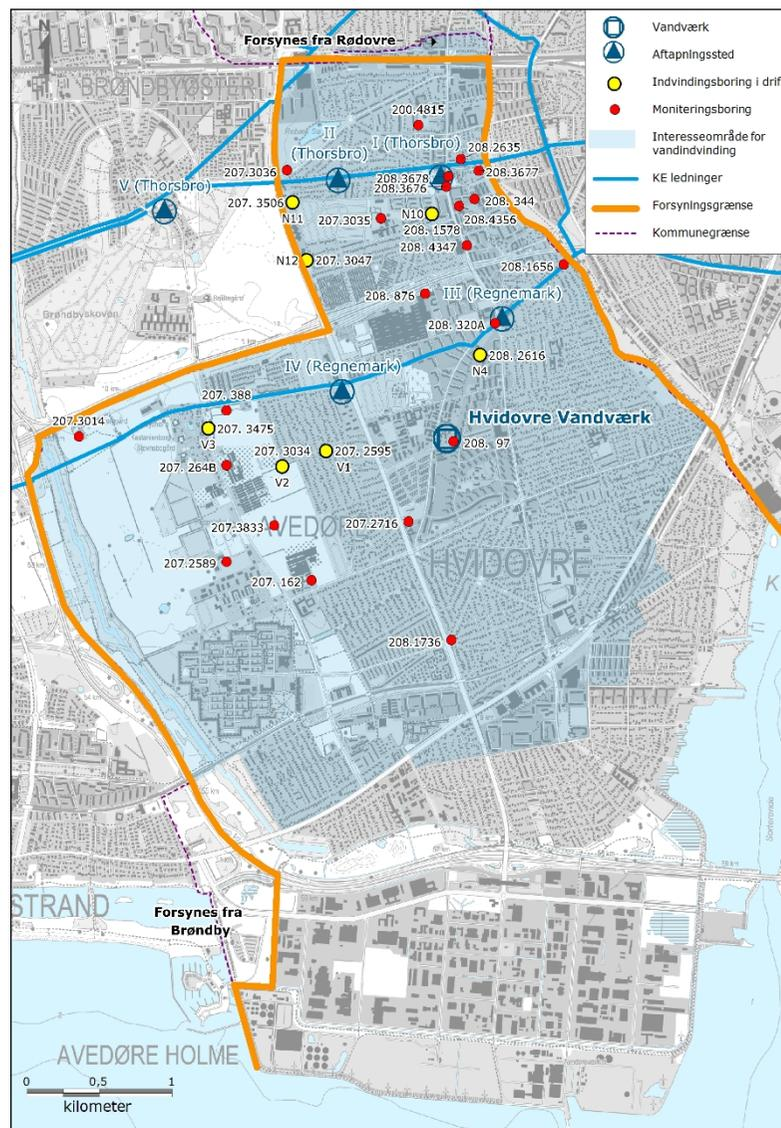 Forsynes fra Rødovre
N
BRØNDBYØSTER
200.4815
II
(Thorsbro)
I (Thorsbro)
208.2635
207.3036
208.3678
208.3677
208.3676
V (Thorsbro)
207. 3506
N11
207.3035
N10
208. 344
208.4356
208. 1578
208. 4347
N12
207. 3047
208.1656
Brøndbyskoven
208. 876
III (Regnemark)
208. 320A
208. 2616
N4
IV (Regnemark)
207. 388
207.3014
207. 3475
V3
Hvidovre Vandværk
208. 97
207. 3034
207. 2595
V1
207. 264B
V2
207.3833
AVEDØRE
207.2716
HVIDOVRE
207.2589
207. 162
208.1736
K
STRAND
Forsynes fra
Brøndby
AVEDØRE HOLME
0 0,5 1
kilometer
Vandværk
Aftapningssted
Indvindingsboring i drif
Moniteringsboring
Interesseområde for
vandindvinding
KE ledninger
Forsyningsgrænse
Kommunegrænse